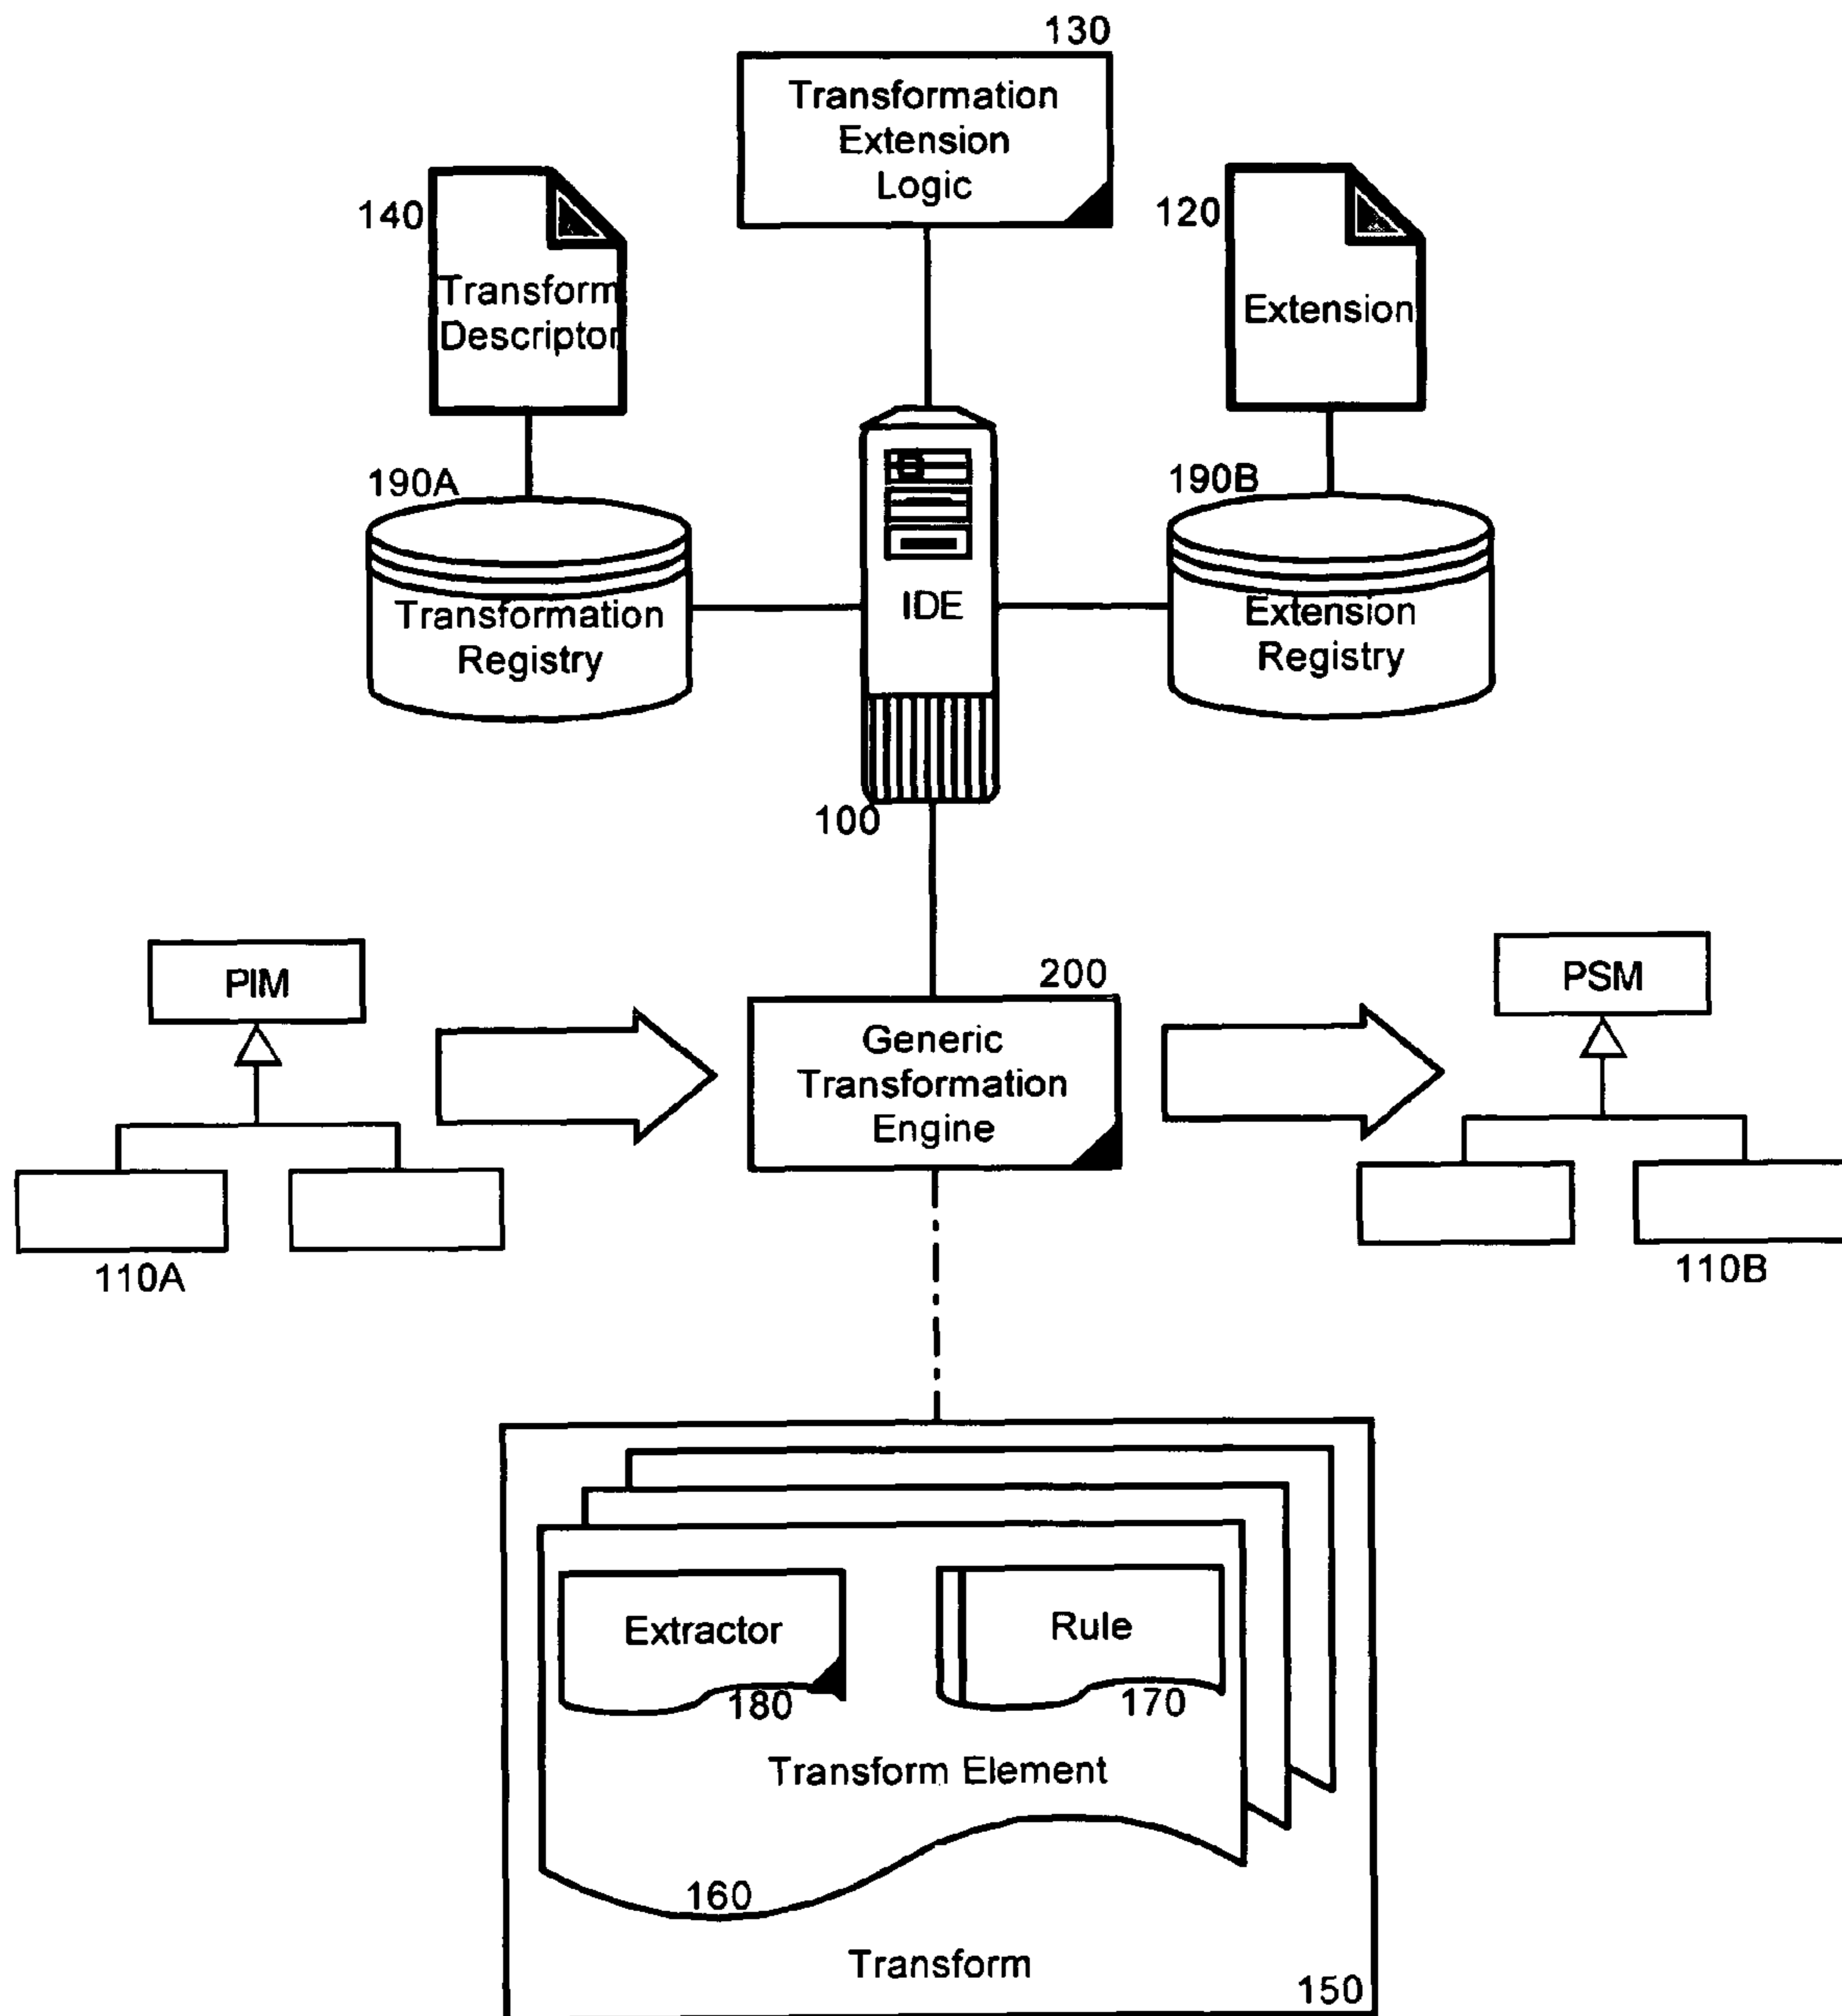 130
Transformation
Extension
Logic
140
Transform
Descriptor
120
Extension
190A
Transformation
Registry
IDE
100
190B
Extension
Registry
PIM
110A
200
Generic
Transformation
Engine
PSM
110B
Extractor
180
Rule
170
Transform Element
160
Transform
150